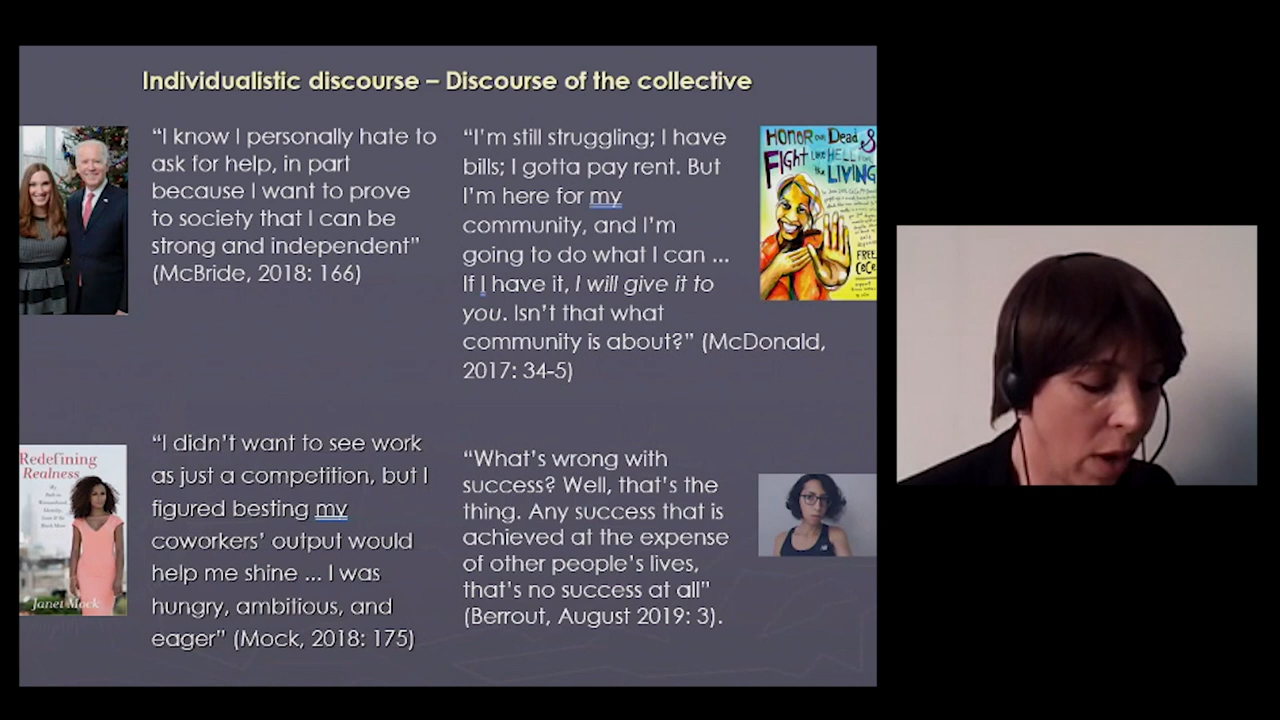 Individualistic discourse – Discourse of the collective
“I know I personally hate to
ask for help, in part
because I want to prove
to society that I can be
strong and independent”
(McBride, 2018: 166)
“I’m still struggling; I have
bills; I gotta pay rent. But
I’m here for my
community, and I’m
going to do what I can ...
If I have it, I will give it to
you. Isn’t that what
community is about?” (McDonald,
2017: 34-5)
HONOR our Dead &
FIGHT LIKE HELL FOR
the LIVING
FREE
CeCe
Redefining
Realness
Janet Mock
“I didn’t want to see work
as just a competition, but I
figured besting my
coworkers’ output would
help me shine ... I was
hungry, ambitious, and
eager” (Mock, 2018: 175)
“What’s wrong with
success? Well, that’s the
thing. Any success that is
achieved at the expense
of other people’s lives,
that’s no success at all”
(Berrout, August 2019: 3).